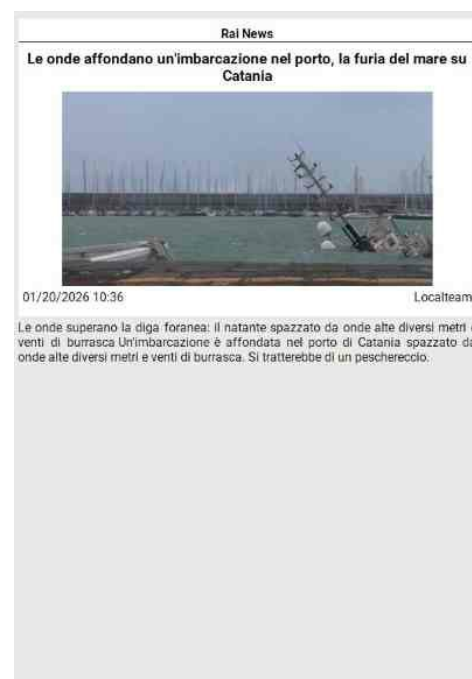 Rai News
Le onde affondano un'imbarcazione nel porto, la furia del mare su
Catania
01/20/2026 10:36
Localteam
Le onde superano la diga foranea: il natante spazzato da onde alte diversi metri e
venti di burrasca Un'imbarcazione è affondata nel porto di Catania spazzato da
onde alte diversi metri e venti di burrasca. Si tratterebbe di un peschereccio.